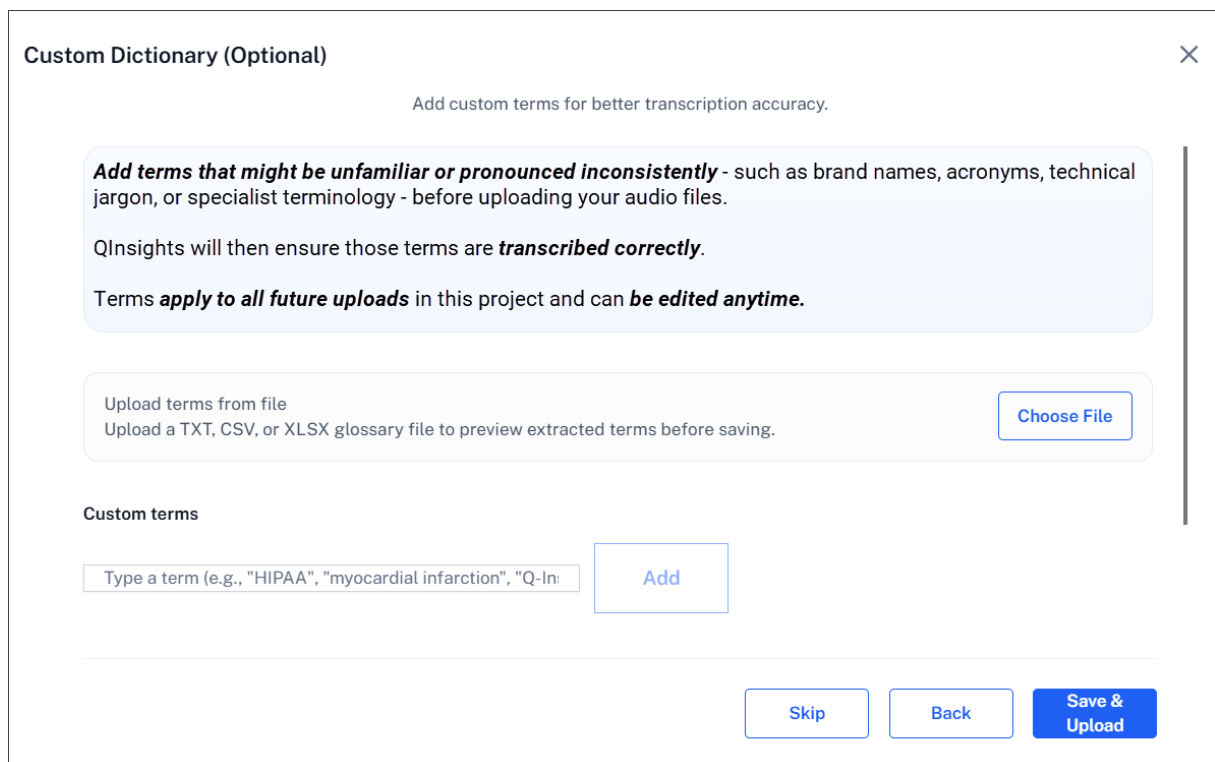 Custom Dictionary (Optional)
Add custom terms for better transcription accuracy.
Add terms that might be unfamiliar or pronounced inconsistently - such as brand names, acronyms, technical
jargon, or specialist terminology - before uploading your audio files.
QInsights will then ensure those terms are transcribed correctly.
Terms apply to all future uploads in this project and can be edited anytime.
Upload terms from file
Upload a TXT, CSV, or XLSX glossary file to preview extracted terms before saving.
Choose File
Custom terms
Type a term (e.g., "HIPAA", "myocardial infarction", "Q-In
Add
Skip
Back
Save &
Upload